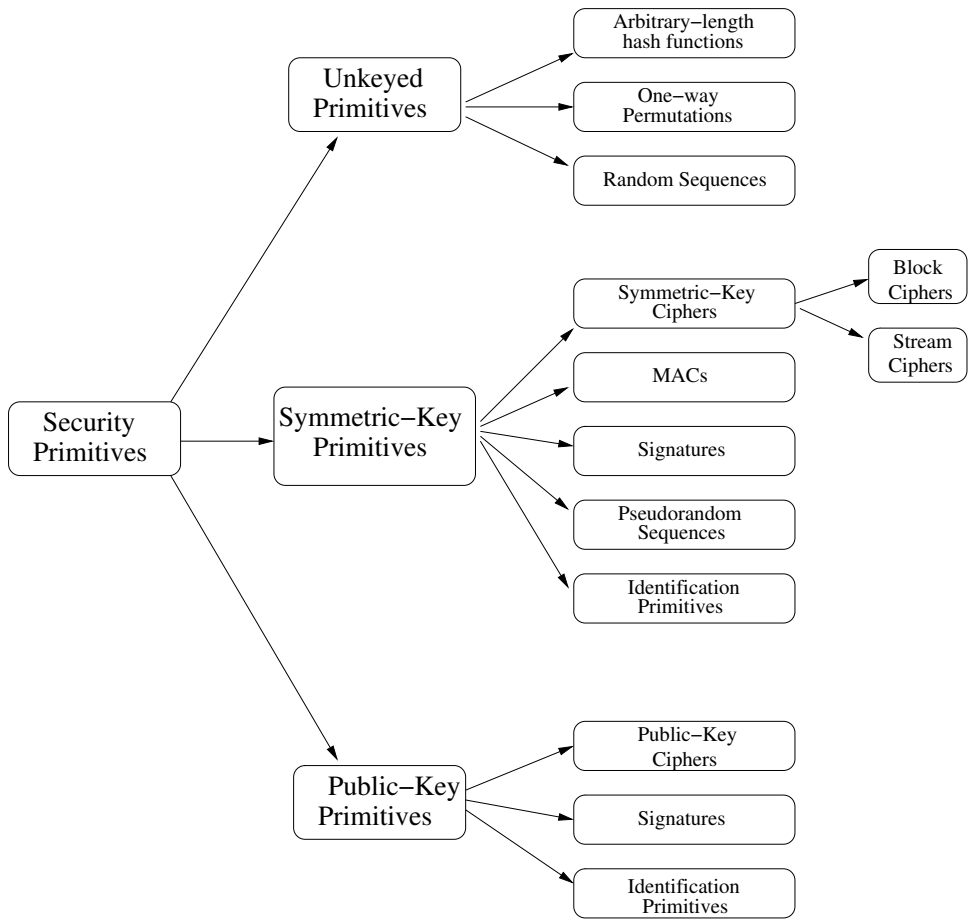 Arbitrary−length
hash functions
Unkeyed
Primitives
One−way
Permutations
Random Sequences
Block
Ciphers
Symmetric−Key
Ciphers
Stream
Ciphers
MACs
Security
Primitives
Symmetric−Key
Primitives
Signatures
Pseudorandom
Sequences
Identification
Primitives
Public−Key
Ciphers
Public−Key
Primitives
Signatures
Identification
Primitives